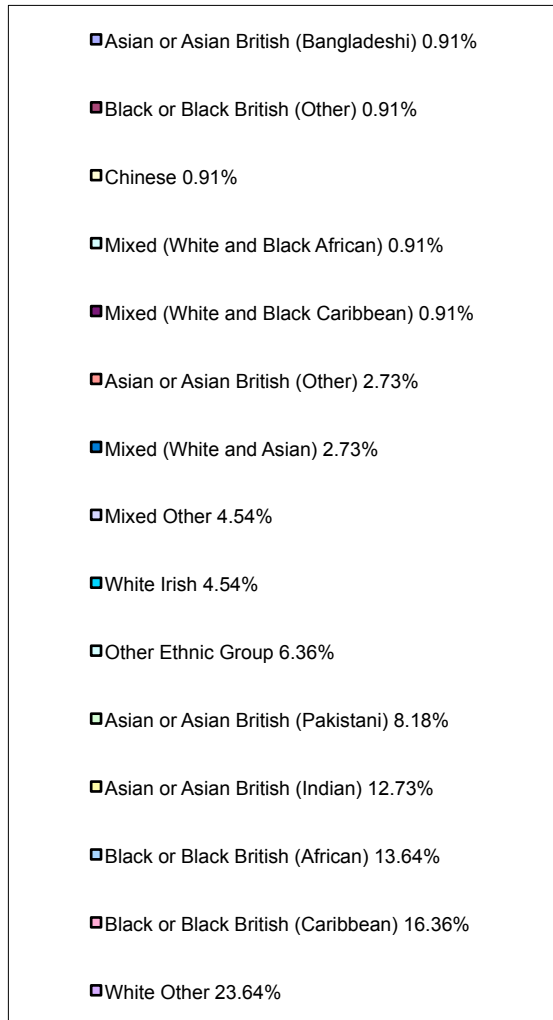 Asian or Asian British (Bangladeshi) 0.91%
Black or Black British (Other) 0.91%
Chinese 0.91%
Mixed (White and Black African) 0.91%
Mixed (White and Black Caribbean) 0.91%
Asian or Asian British (Other) 2.73%
Mixed (White and Asian) 2.73%
Mixed Other 4.54%
White Irish 4.54%
Other Ethnic Group 6.36%
Asian or Asian British (Pakistani) 8.18%
Asian or Asian British (Indian) 12.73%
Black or Black British (African) 13.64%
Black or Black British (Caribbean) 16.36%
White Other 23.64%